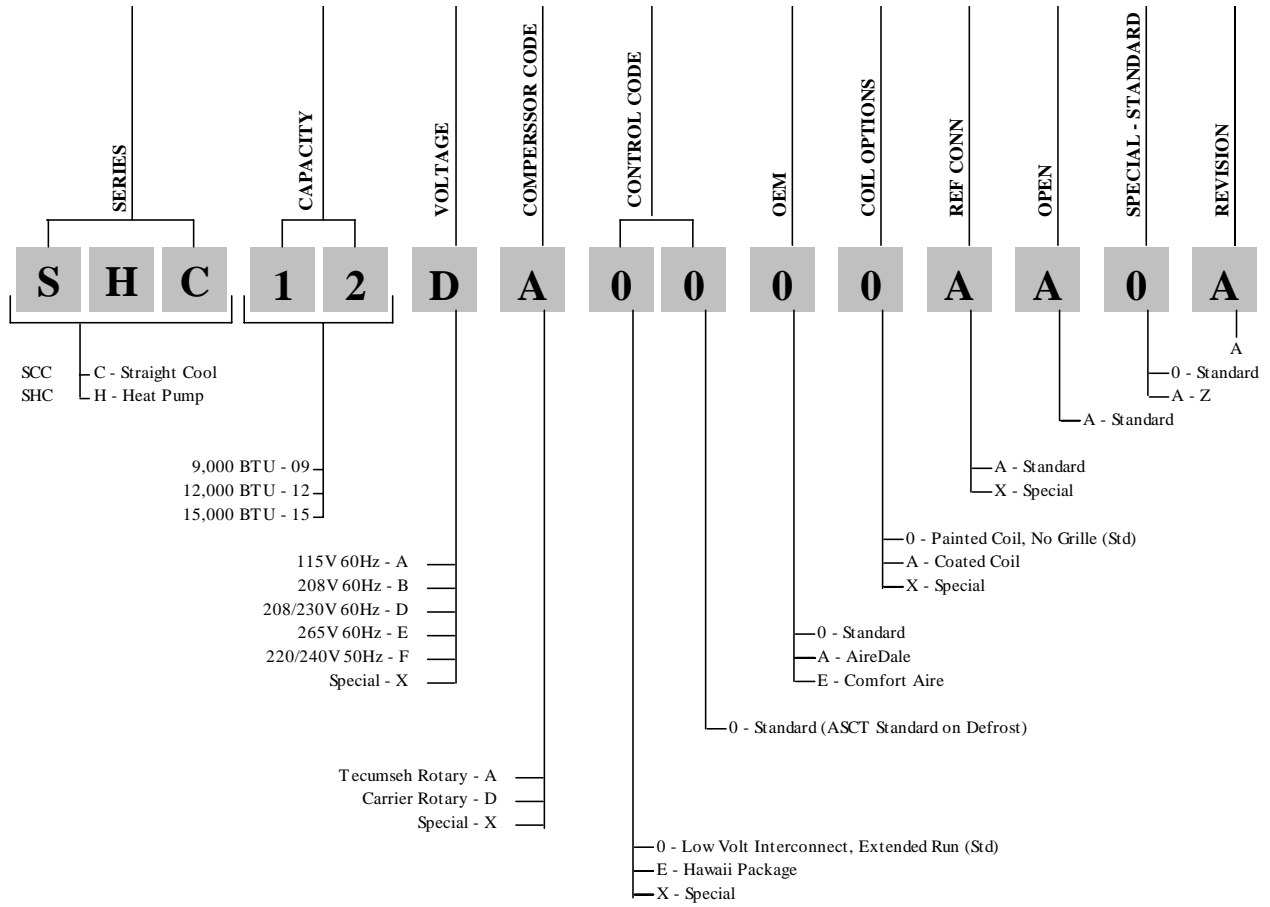 SERIES
CAPACITY
VOLTAGE
COMPERSSOR CODE
CONTROL CODE
OEM
COIL OPTIONS
REF CONN
OPEN
SPECIAL - STANDARD
REVISION
S H C 1 2 D A 0 0 0 0 A A 0 A
SCC C - Straight Cool
SHC H - Heat Pump
9,000 BTU - 09
12,000 BTU - 12
15,000 BTU - 15
115V 60Hz - A
208V 60Hz - B
208/230V 60Hz - D
265V 60Hz - E
220/240V 50Hz - F
Special - X
Tecumseh Rotary - A
Carrier Rotary - D
Special - X
0 - Low Volt Interconnect, Extended Run (Std)
E - Hawaii Package
X - Special
0 - Standard (ASCT Standard on Defrost)
0 - Standard
A - AireDale
E - Comfort Aire
0 - Painted Coil, No Grille (Std)
A - Coated Coil
X - Special
A - Standard
X - Special
A - Standard
0 - Standard
A - Z
A